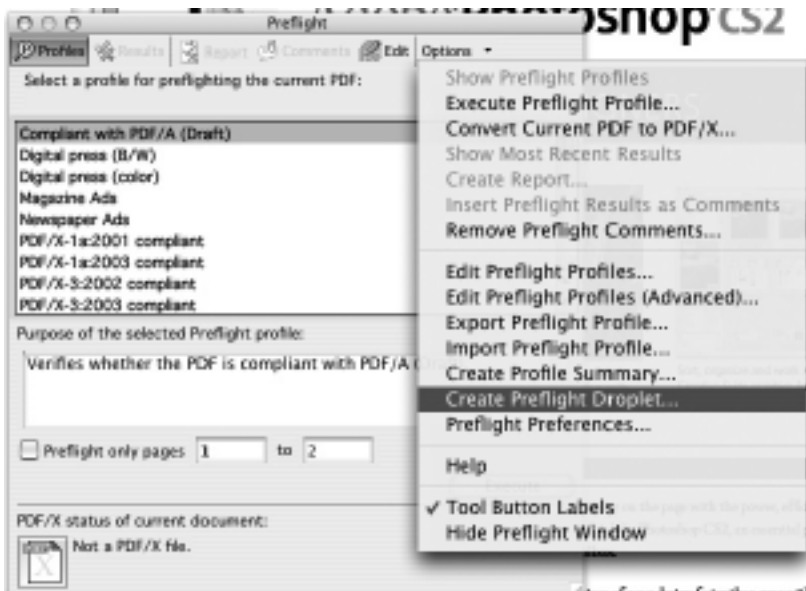 Photoshop CS2
Preflight
Profiles Results Report Comments Edit Options
Select a profile for preflighting the current PDF:
Compliant with PDF/A (Draft)
Digital press (B/W)
Digital press (color)
Magazine Ads
Newspaper Ads
PDF/X-1a:2001 compliant
PDF/X-1a:2003 compliant
PDF/X-3:2002 compliant
PDF/X-3:2003 compliant
Purpose of the selected Preflight profile:
Verifies whether the PDF is compliant with PDF/A
Preflight only pages 1 to 2
PDF/X status of current document:
Not a PDF/X file.
Show Preflight Profiles
Execute Preflight Profile...
Convert Current PDF to PDF/X...
Show Most Recent Results
Create Report...
Insert Preflight Results as Comments
Remove Preflight Comments...
Edit Preflight Profiles...
Edit Preflight Profiles (Advanced)...
Export Preflight Profile...
Import Preflight Profile...
Create Profile Summary...
Create Preflight Droplet...
Preflight Preferences...
Help
✓ Tool Button Labels
Hide Preflight Window